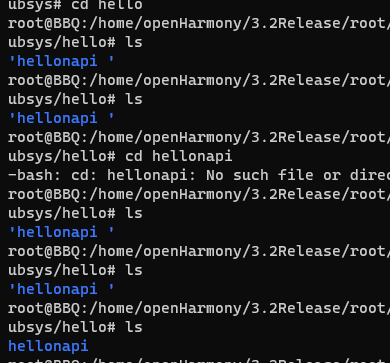 ubsys# cd hello
root@BBQ:/home/openHarmony/3.2Release/root/
ubsys/hello# ls
'hellonapi '
root@BBQ:/home/openHarmony/3.2Release/root/
ubsys/hello# ls
'hellonapi '
root@BBQ:/home/openHarmony/3.2Release/root/
ubsys/hello# cd hellonapi
-bash: cd: hellonapi: No such file or direc
root@BBQ:/home/openHarmony/3.2Release/root/
ubsys/hello# ls
'hellonapi '
root@BBQ:/home/openHarmony/3.2Release/root/
ubsys/hello# ls
'hellonapi '
root@BBQ:/home/openHarmony/3.2Release/root/
ubsys/hello# ls
hellonapi